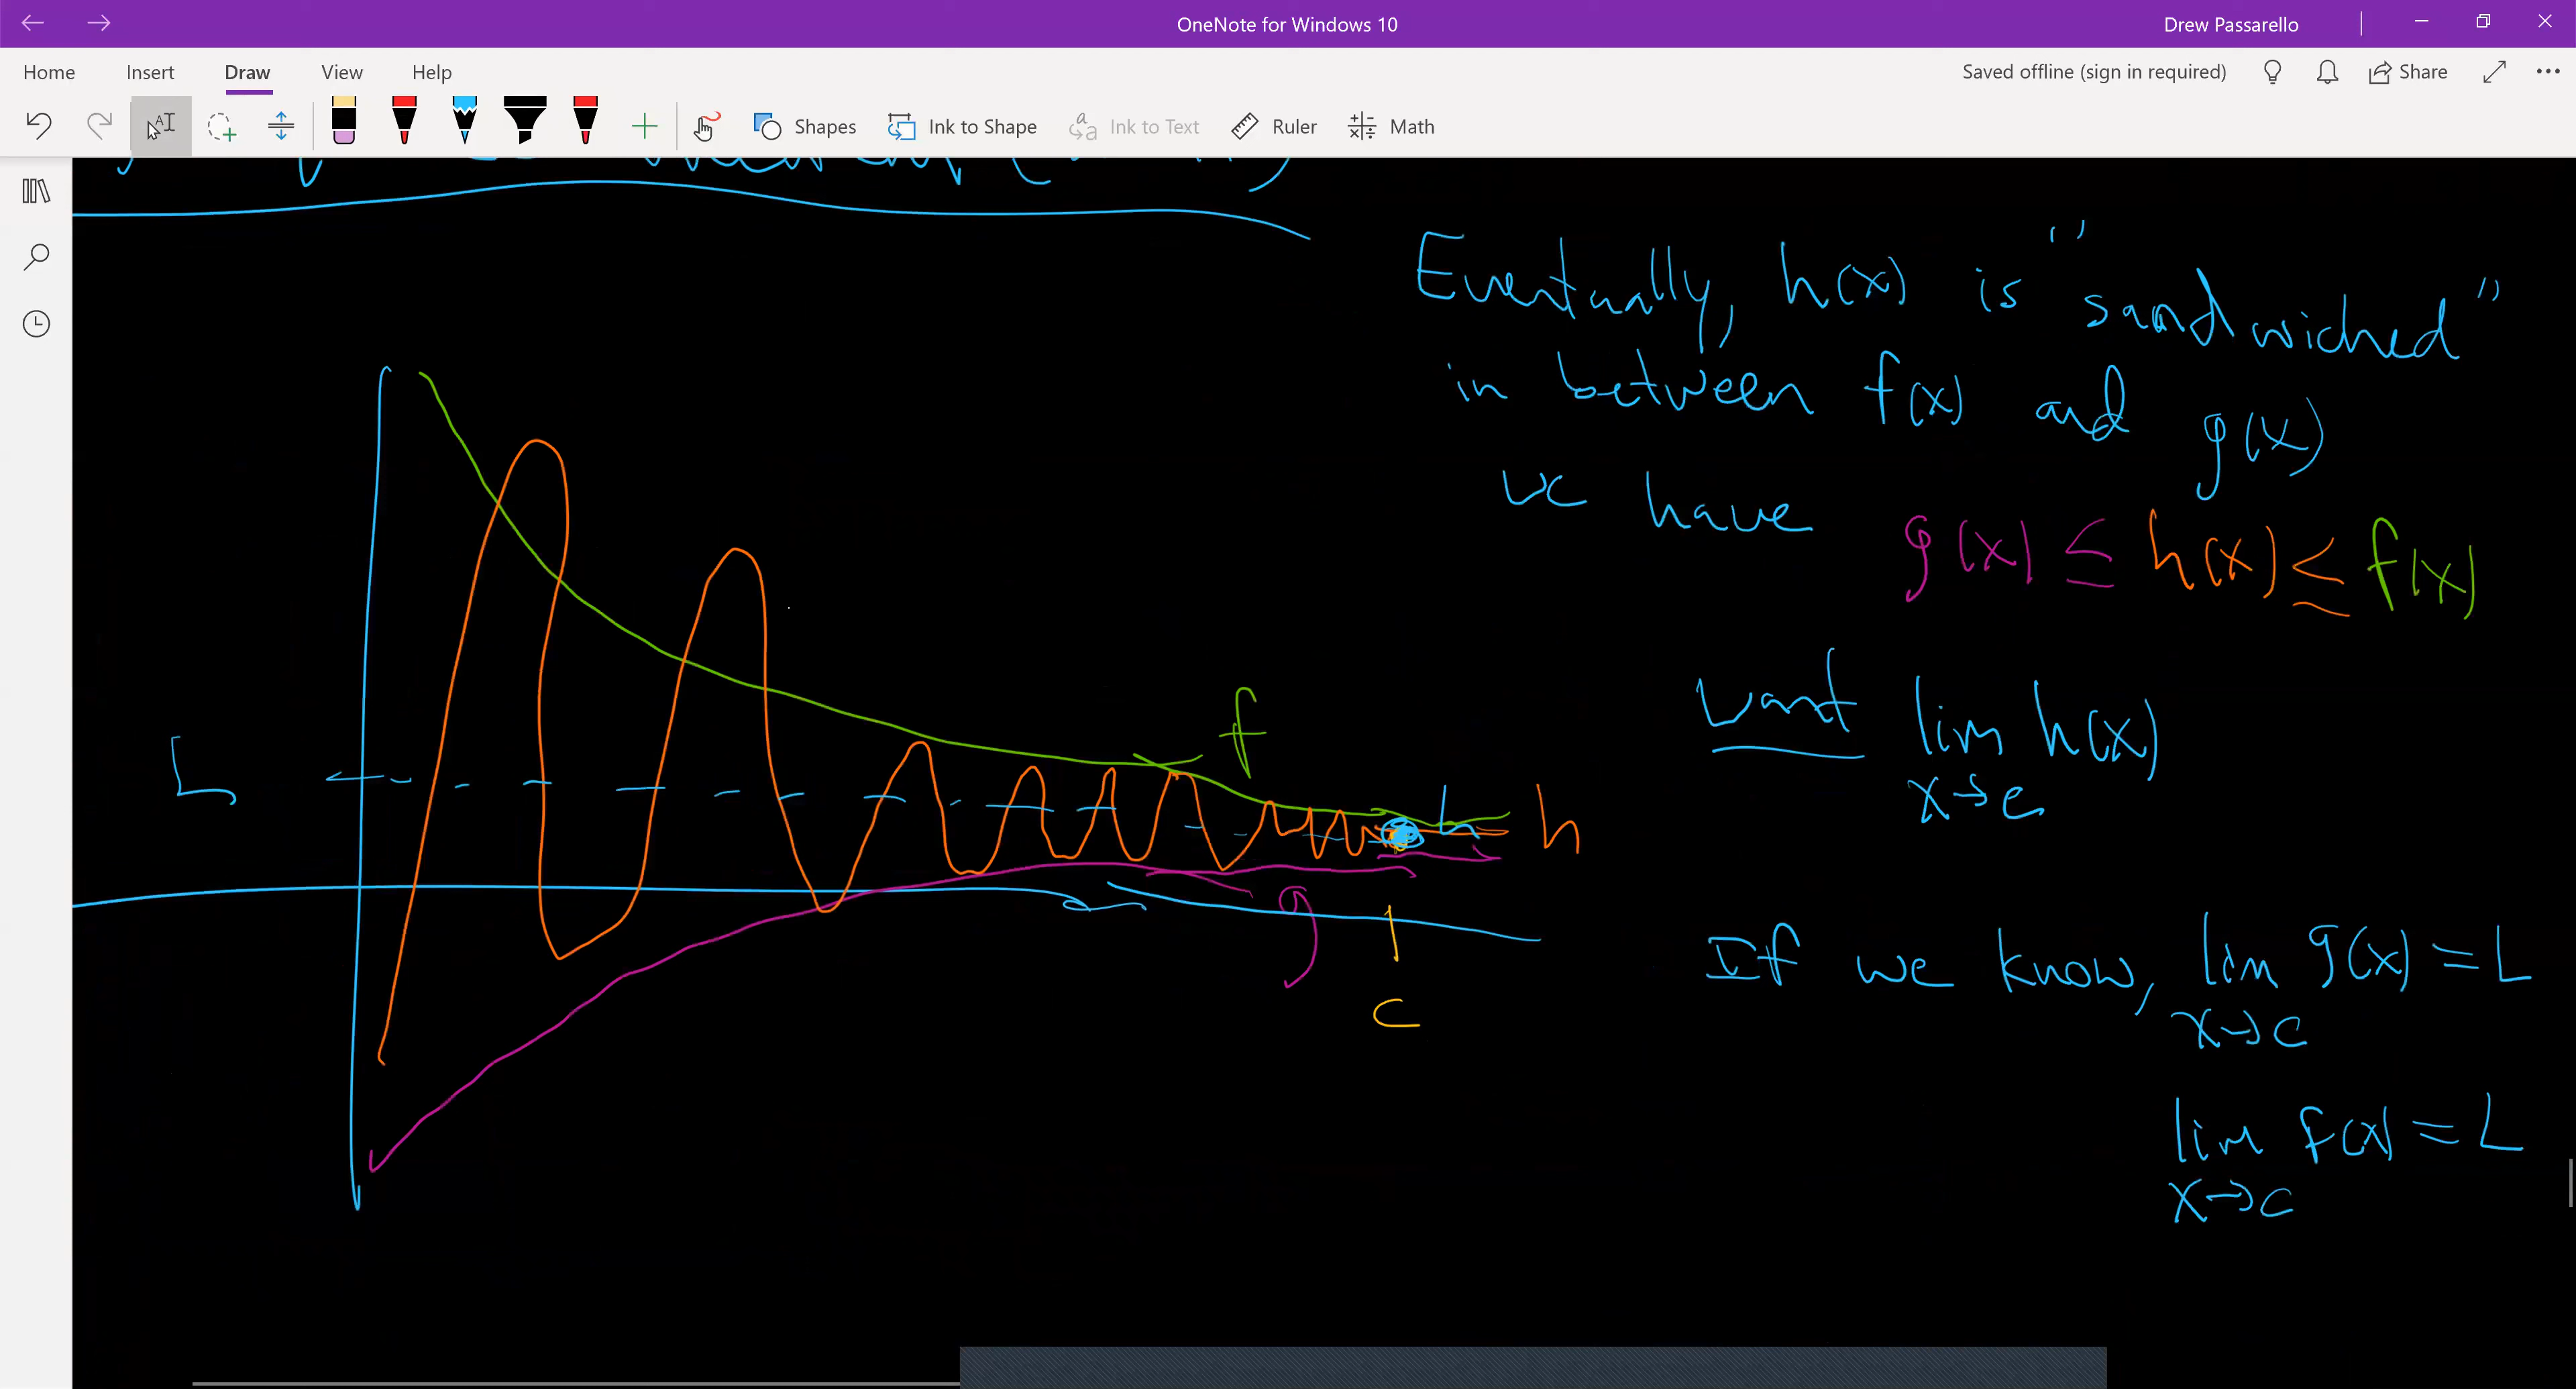 OneNote for Windows 10
Drew Passarello
Home Insert Draw View Help
Saved offline (sign in required) Share
Shapes Ink to Shape Ink to Text Ruler Math
Eventually, h(x) is "sandwiched"
in between f(x) and g(x)
we have g(x) ≤ h(x) ≤ f(x)
want lim h(x)
x→c
If we know, lim g(x) = L
x→c
lim f(x) = L
x→c
f
L
L
h
g
c